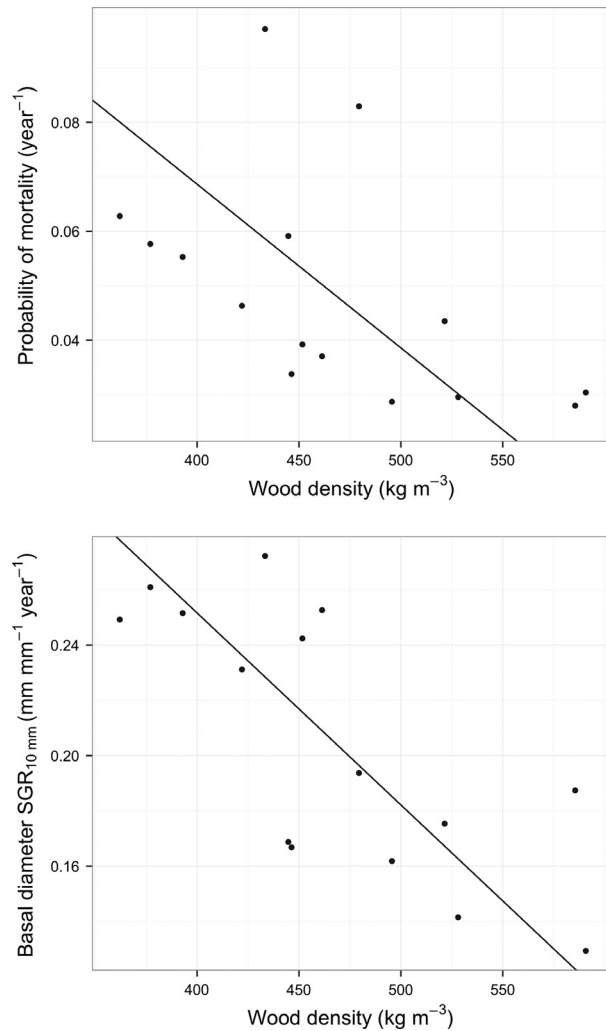 Probability of mortality (year⁻¹)
0.08
0.06
0.04
400 450 500 550
Wood density (kg m⁻³)
Basal diameter SGR₁₀ ₘₘ (mm mm⁻¹ year⁻¹)
0.24
0.20
0.16
400 450 500 550
Wood density (kg m⁻³)